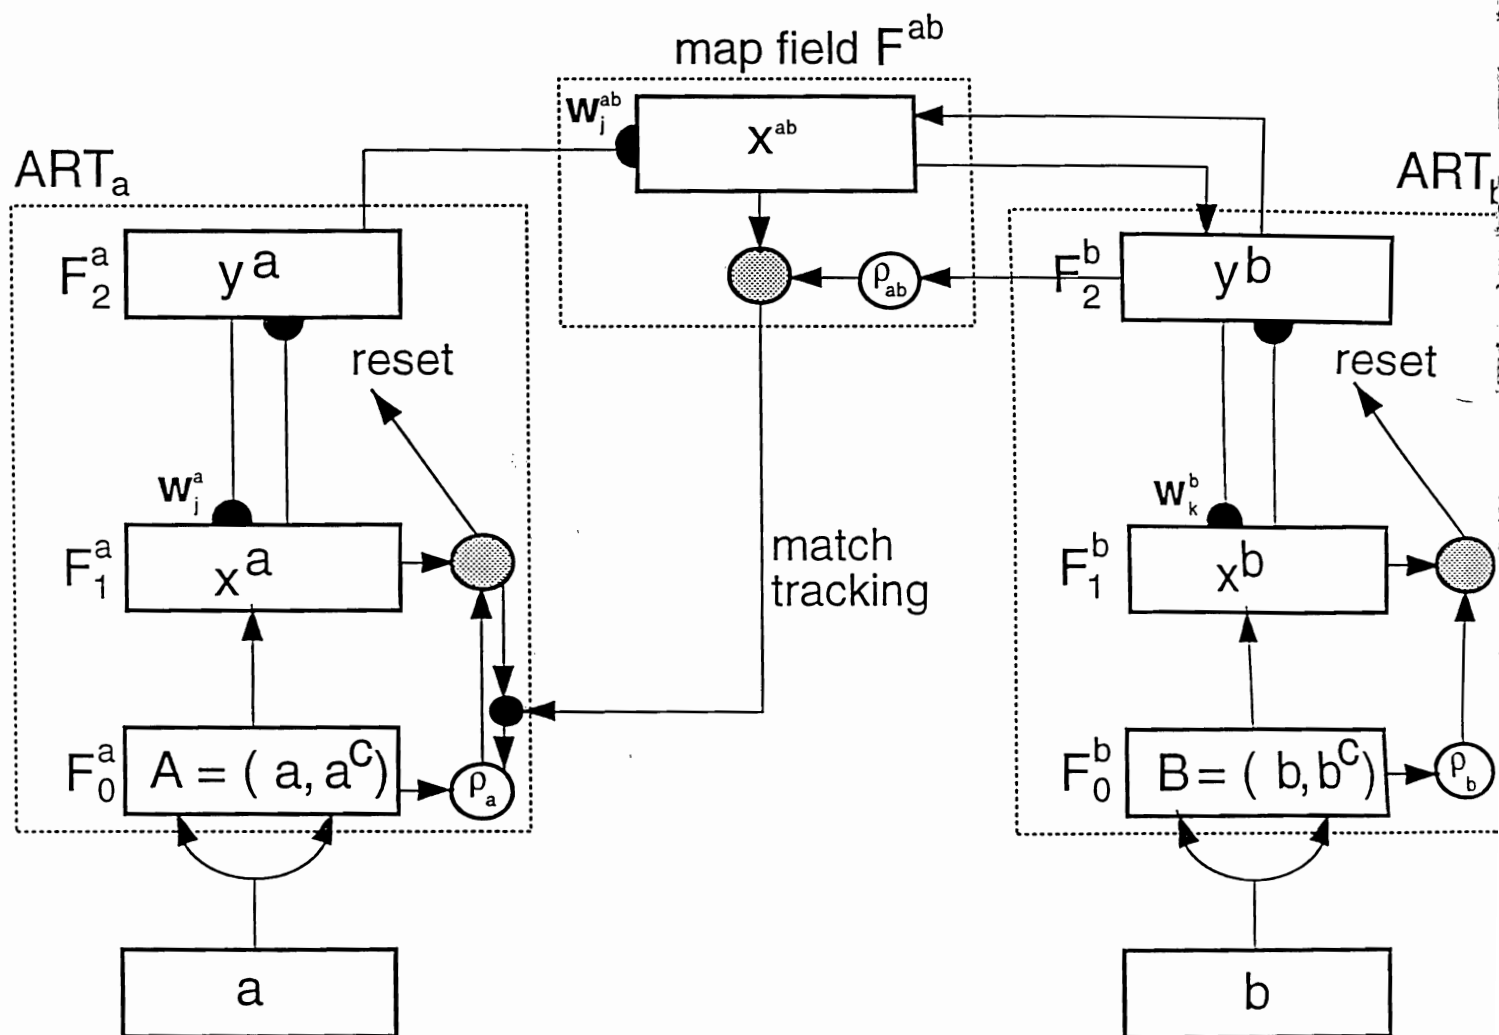 map field F^ab
w_j^ab
x^ab
ART_a
ART_b
F_2^a
y^a
ρ_ab
F_2^b
y^b
reset
reset
w_j^a
w_k^b
F_1^a
x^a
match
tracking
F_1^b
x^b
F_0^a
A = ( a, a^c)
ρ_a
F_0^b
B = ( b, b^c)
ρ_b
a
b